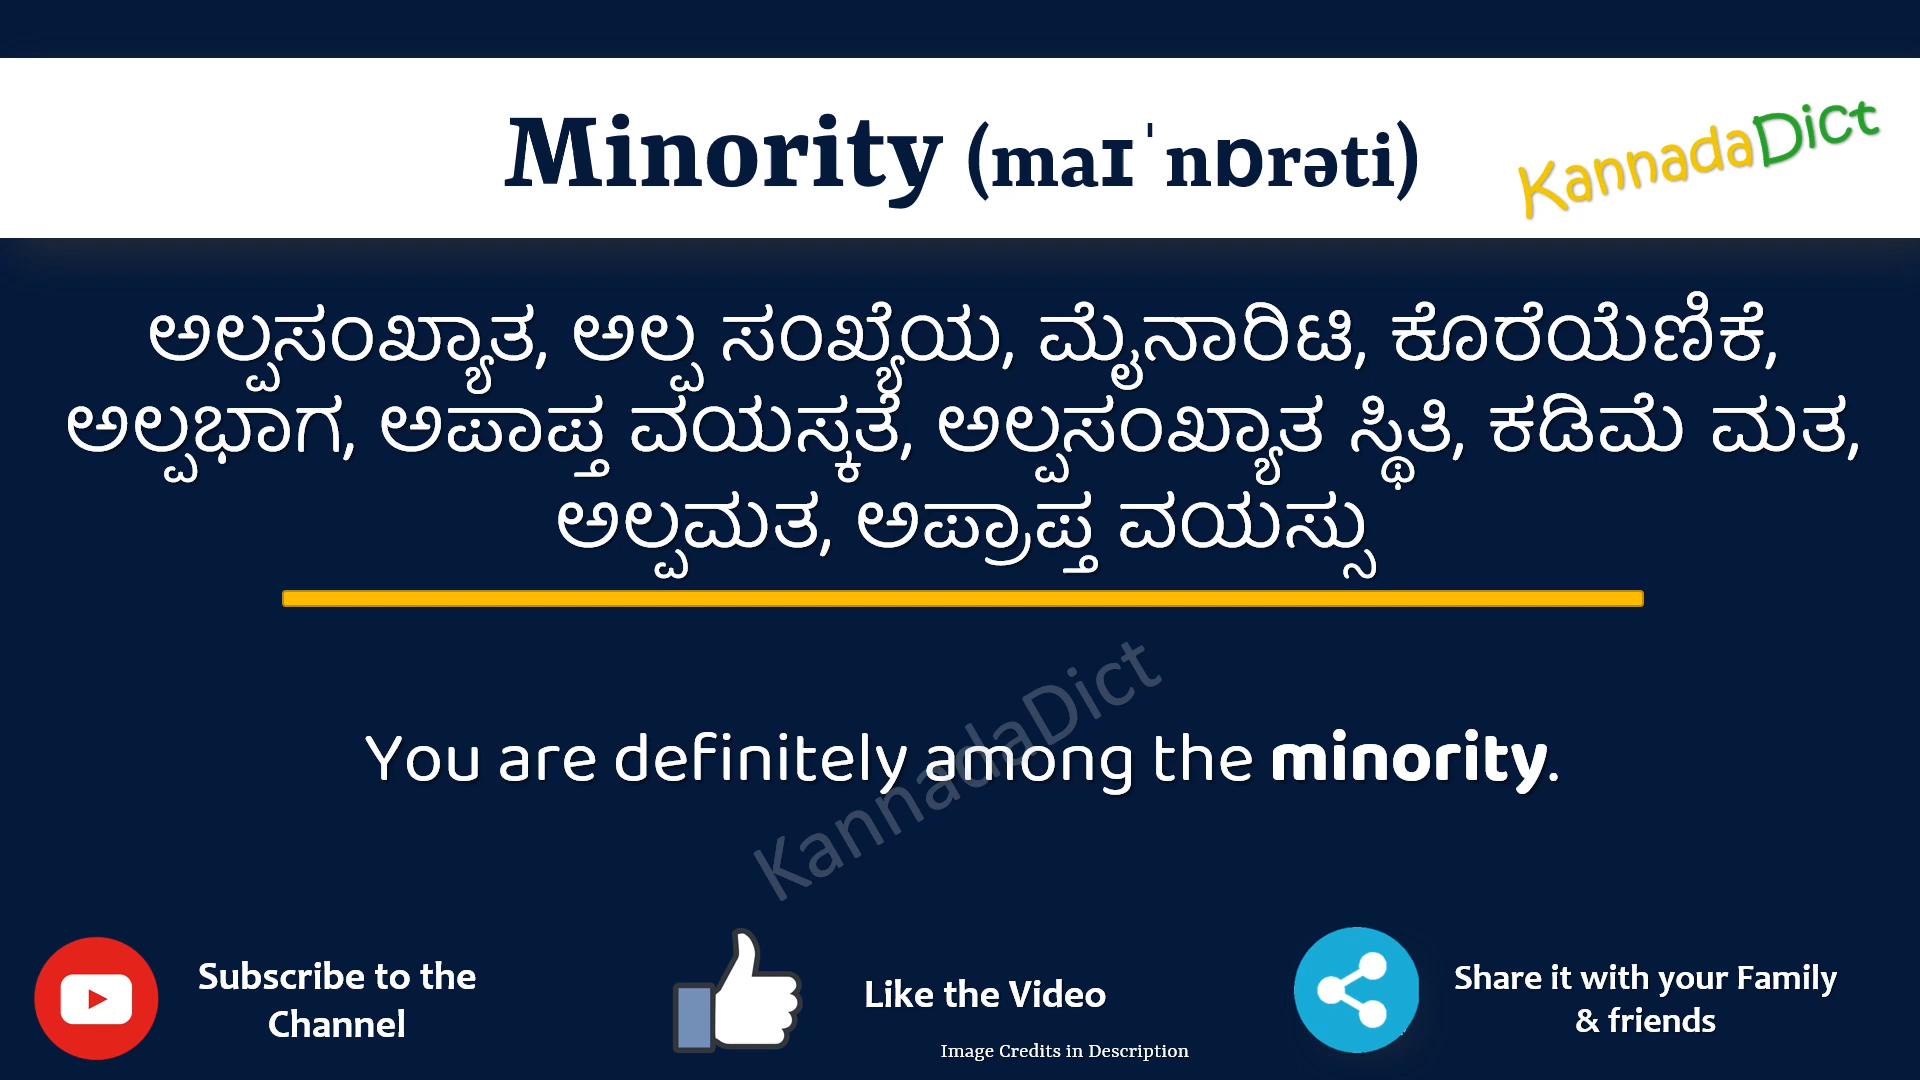 Minority (maɪˈnɒrəti)
KannadaDict
ಅಲ್ಪಸಂಖ್ಯಾತ, ಅಲ್ಪ ಸಂಖ್ಯೆಯ, ಮೈನಾರಿಟಿ, ಕೊರೆಯೆಣಿಕೆ,
ಅಲ್ಪಭಾಗ, ಅಪಾಪ್ತ ವಯಸ್ಕತೆ, ಅಲ್ಪಸಂಖ್ಯಾತ ಸ್ಥಿತಿ, ಕಡಿಮೆ ಮತ,
ಅಲ್ಪಮತ, ಅಪ್ರಾಪ್ತ ವಯಸ್ಸು
KannadaDict
You are definitely among the minority.
Subscribe to the
Channel
Like the Video
Share it with your Family
& friends
Image Credits in Description